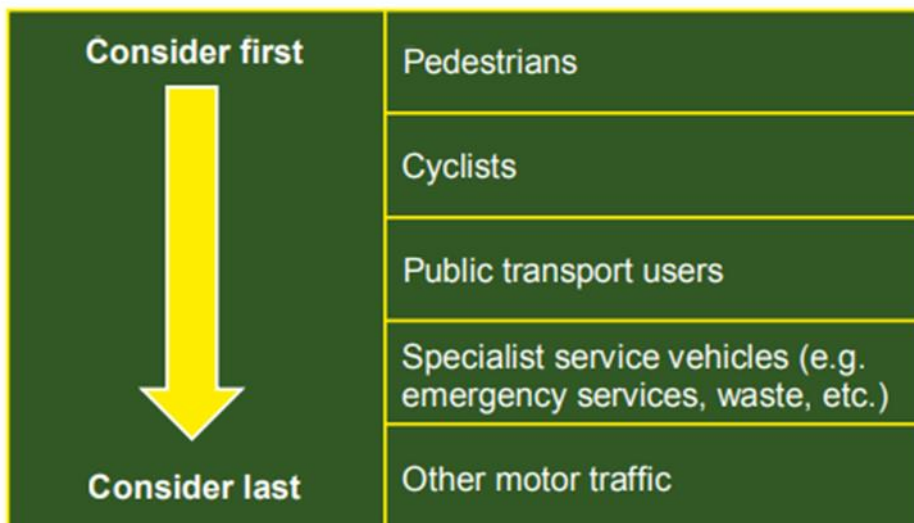 Consider first
Pedestrians
Cyclists
Public transport users
Specialist service vehicles (e.g.
emergency services, waste, etc.)
Consider last
Other motor traffic